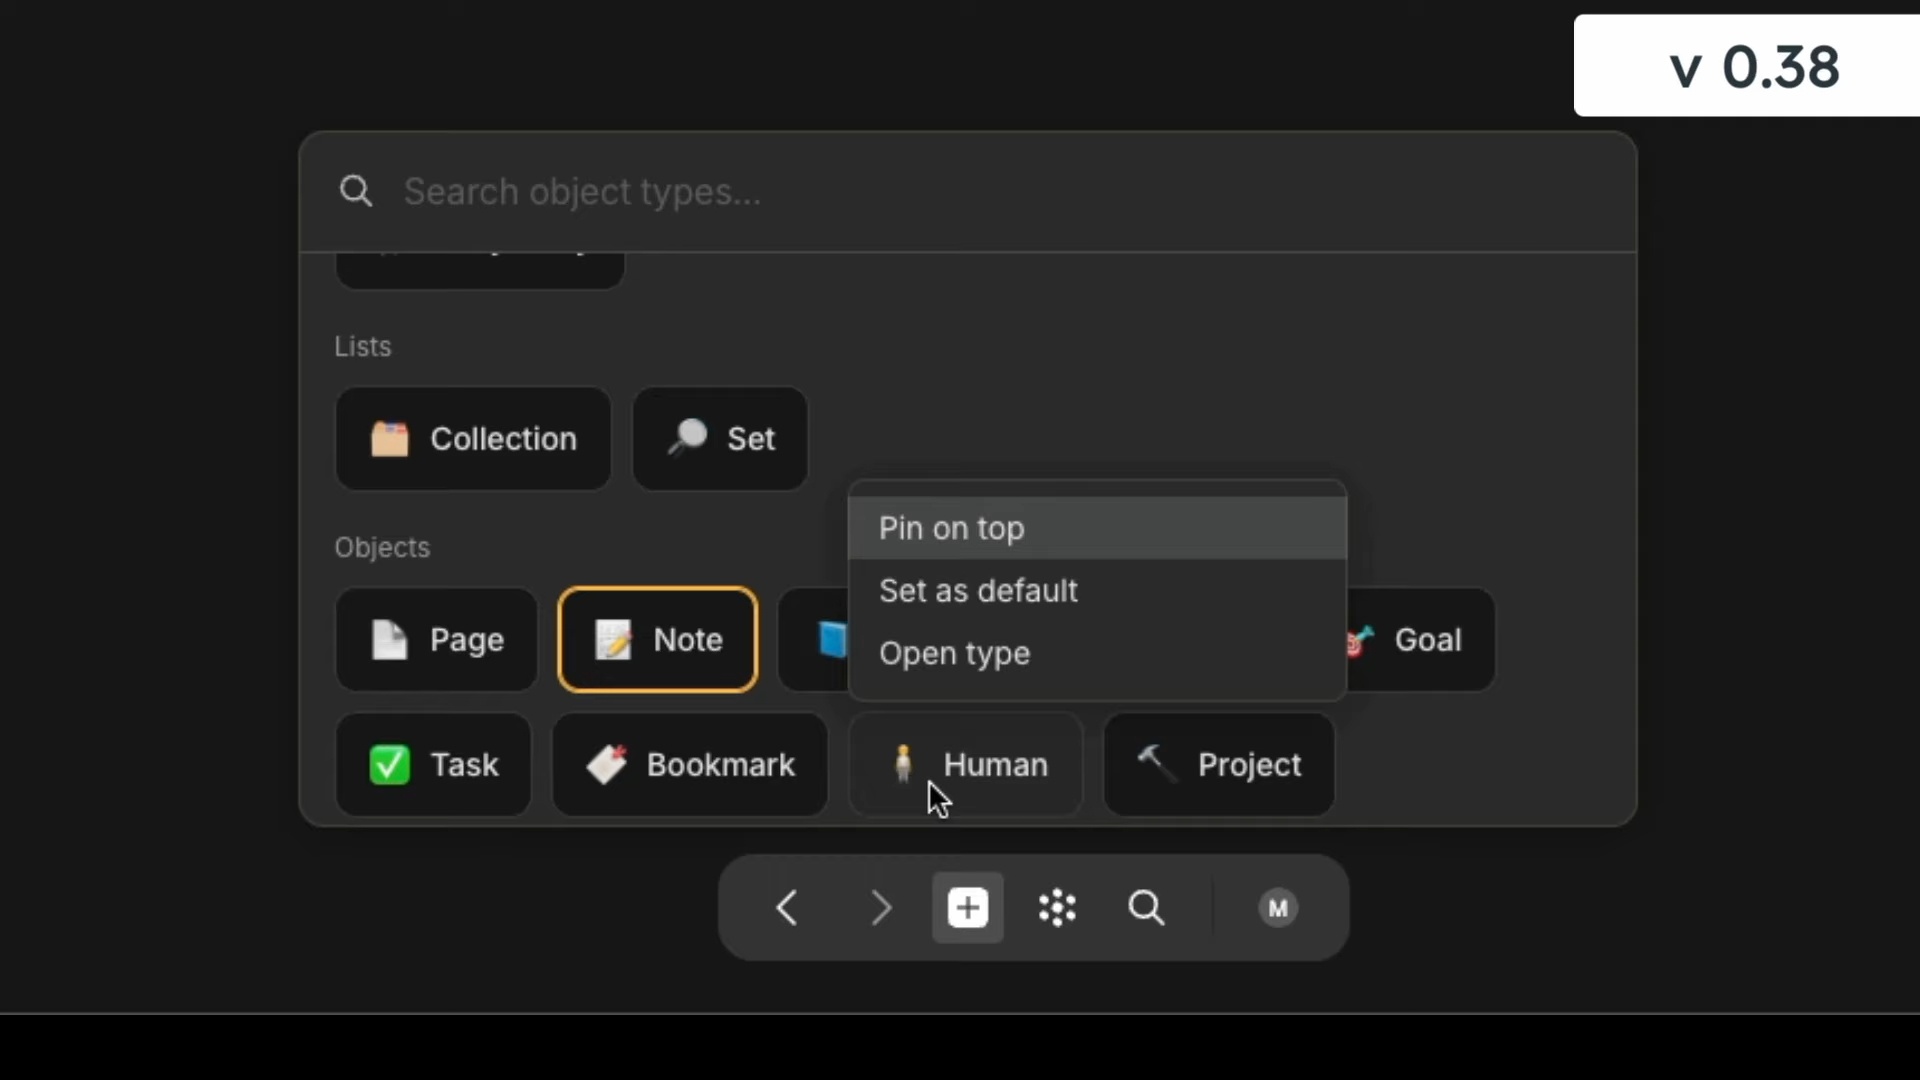 v 0.38
Search object types...
Lists
Collection
Set
Pin on top
Objects
Set as default
Page
Note
Open type
Goal
Task
Bookmark
Human
Project
M